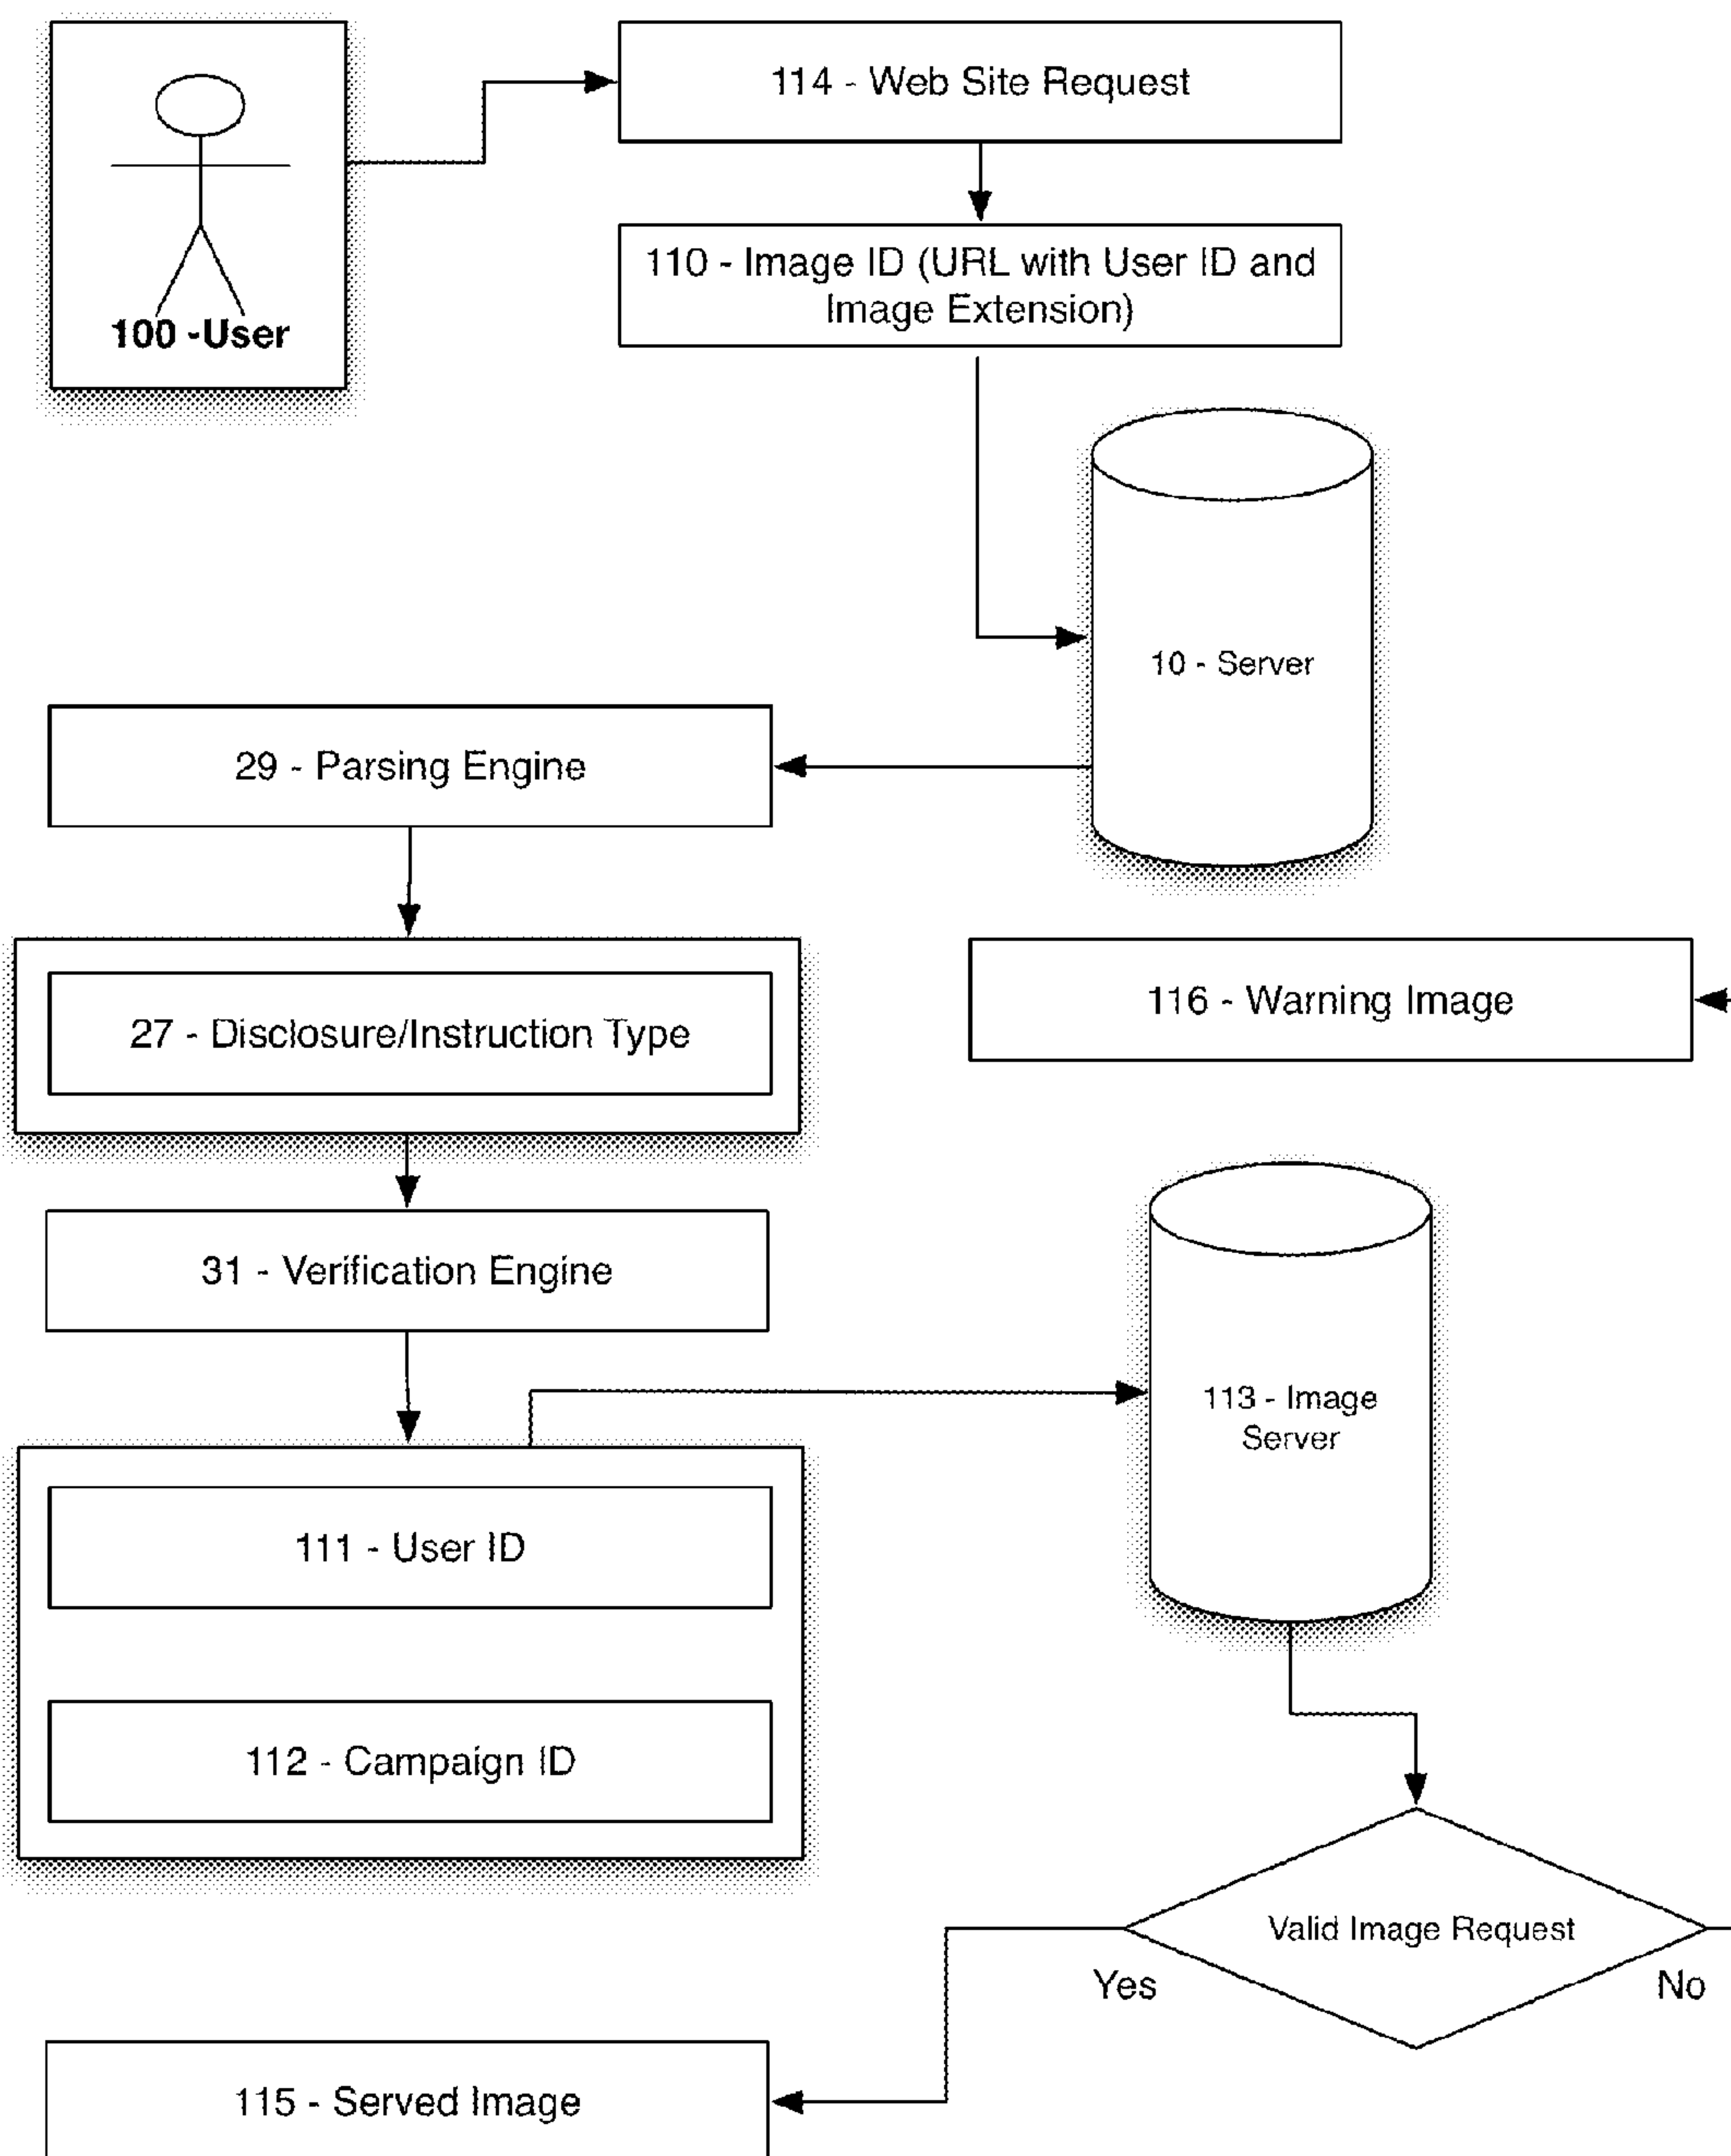 114 - Web Site Request
100 -User
110 - Image ID (URL with User ID and
Image Extension)
10 - Server
29 - Parsing Engine
27 - Disclosure/Instruction Type
116 - Warning Image
31 - Verification Engine
113 - Image
Server
111 - User ID
112 - Campaign ID
Valid Image Request
Yes
No
115 - Served Image